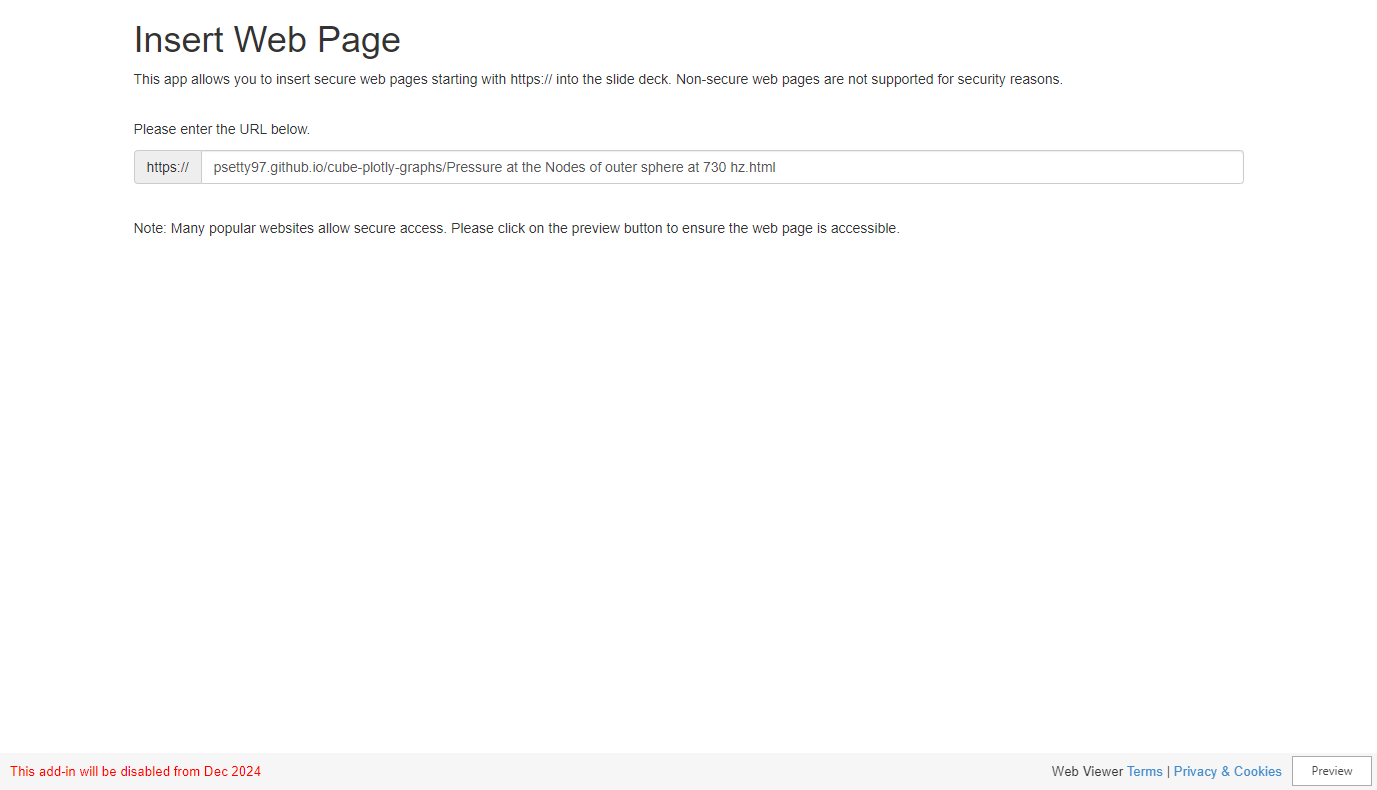 Insert Web Page
This app allows you to insert secure web pages starting with https:// into the slide deck. Non-secure web pages are not supported for security reasons.
Please enter the URL below.
https:// psetty97.github.io/cube-plotly-graphs/Pressure at the Nodes of outer sphere at 730 hz.html
Note: Many popular websites allow secure access. Please click on the preview button to ensure the web page is accessible.
This add-in will be disabled from Dec 2024 Web Viewer Terms | Privacy & Cookies Preview